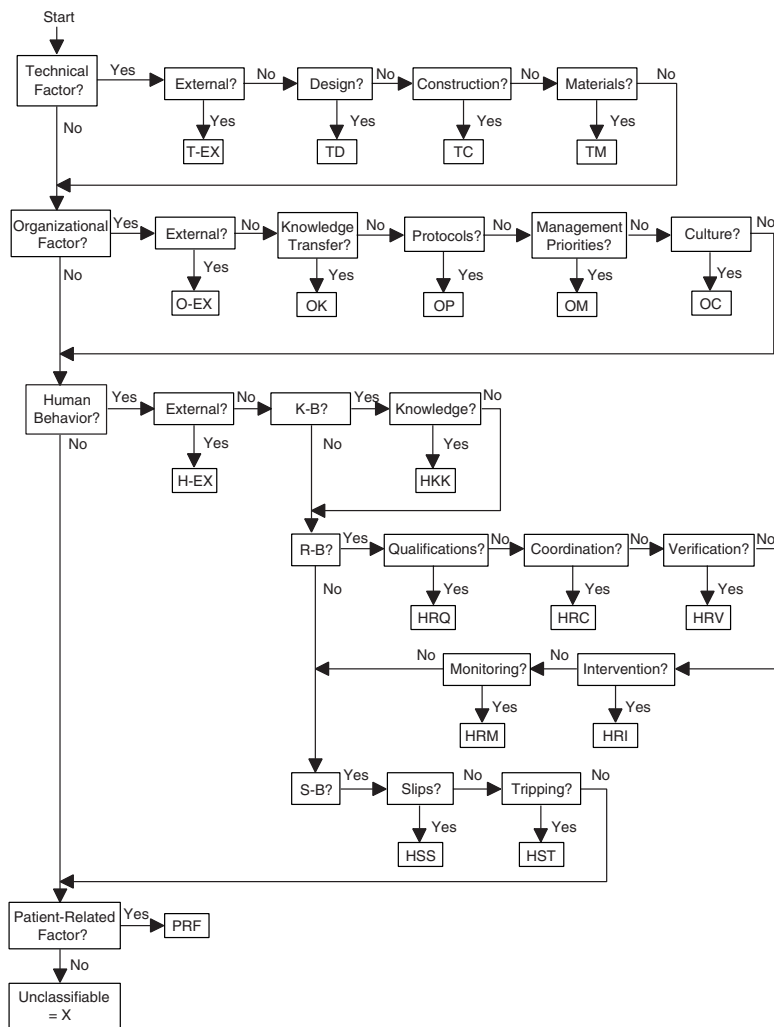 Start
Technical
Factor?
Yes
External?
No
Design?
No
Construction?
No
Materials?
No
No
Yes
Yes
Yes
Yes
T-EX
TD
TC
TM
Organizational
Factor?
Yes
External?
No
Knowledge
Transfer?
No
Protocols?
No
Management
Priorities?
No
Culture?
No
No
Yes
Yes
Yes
Yes
Yes
O-EX
OK
OP
OM
OC
Human
Behavior?
Yes
External?
No
K-B?
Yes
Knowledge?
No
No
Yes
No
Yes
H-EX
HKK
R-B?
Yes
Qualifications?
No
Coordination?
No
Verification?
No
No
Yes
Yes
Yes
HRQ
HRC
HRV
No
Monitoring?
No
Intervention?
Yes
Yes
HRM
HRI
S-B?
Yes
Slips?
No
Tripping?
No
Yes
Yes
HSS
HST
Patient-Related
Factor?
Yes
PRF
No
Unclassifiable
= X